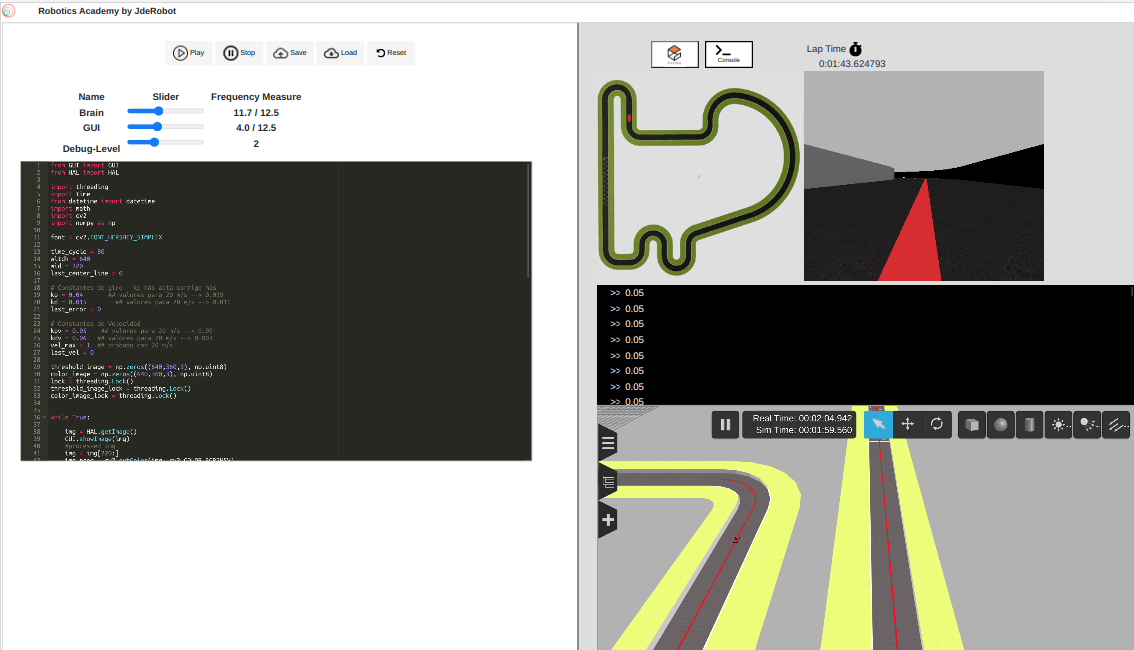 Robotics Academy by JdeRobot
Play Stop Save Load Reset
Name Slider Frequency Measure
Brain 11.7 / 12.5
GUI 4.0 / 12.5
Debug-Level 2
1 from GUI import GUI
2 from HAL import HAL
3
4 import threading
5 import time
6 from datetime import datetime
7 import math
8 import cv2
9 import numpy as np
10
11 font = cv2.FONT_HERSHEY_SIMPLEX
12
13 time_cycle = 80
14 width = 640
15 mid = 320
16 last_center_line = 0
17
18 # Constantes de giro kp más alta corrige más
19 kp = 0.04 ## valores para 20 m/s --> 0.019
20 kd = 0.015 ## valores para 20 m/s --> 0.011
21 last_error = 0
22
23 # Constantes de Velocidad
24 kpv = 0.05 ## valores para 20 m/s --> 0.09
25 kdv = 0.06 ## valores para 20 m/s --> 0.003
26 vel_max = 1 ## probado con 20 m/s
27 last_vel = 0
28
29 threshold_image = np.zeros((640,360,3), np.uint8)
30 color_image = np.zeros((640,360,3), np.uint8)
31 lock = threading.Lock()
32 threshold_image_lock = threading.Lock()
33 color_image_lock = threading.Lock()
34
35
36 while True:
37
38 img = HAL.getImage()
39 GUI.showImage(img)
40 #processed_img
41 img = img[220:]
Console
Lap Time
0:01:43.624793
>> 0.05
>> 0.05
>> 0.05
>> 0.05
>> 0.05
>> 0.05
>> 0.05
>> 0.05
Real Time: 00:02:04.942
Sim Time: 00:01:59.560